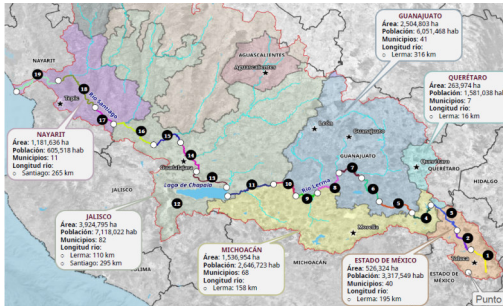 GUANAJUATO
Área: 2,504,803 ha
Población: 6,051,468 hab
Municipios: 41
Longitud río:
○ Lerma: 316 km
QUERÉTARO
Área: 263,974 ha
Población: 1,581,038 hab
Municipios: 7
Longitud río:
○ Lerma: 16 km
NAYARIT
AGUASCALIENTES
Aguascalientes
19
18
Río Santiago
Tepic
17
16
15
14
León
Guanajuato
GUANAJUATO
Querétaro
QUERÉTARO
HIDALGO
NAYARIT
Área: 1,181,636 ha
Población: 605,518 hab
Municipios: 11
Longitud río:
○ Santiago: 265 km
Guadalajara
13
7
8
6
Río Lerma
JALISCO
Lago de Chapala
11
10
9
12
5
4
3
2
1
JALISCO
Área: 3,924,795 ha
Población: 7,118,022 hab
Municipios: 82
Longitud río:
○ Lerma: 110 km
○ Santiago: 295 km
COLIMA
MICHOACÁN
Área: 1,536,954 ha
Población: 2,646,723 hab
Municipios: 68
Longitud río:
○ Lerma: 158 km
MICHOACÁN
Morelia
ESTADO DE MÉXICO
Área: 526,324 ha
Población: 3,317,549 hab
Municipios: 40
Longitud río:
○ Lerma: 195 km
Toluca
ESTADO DE
MÉXICO
Punto